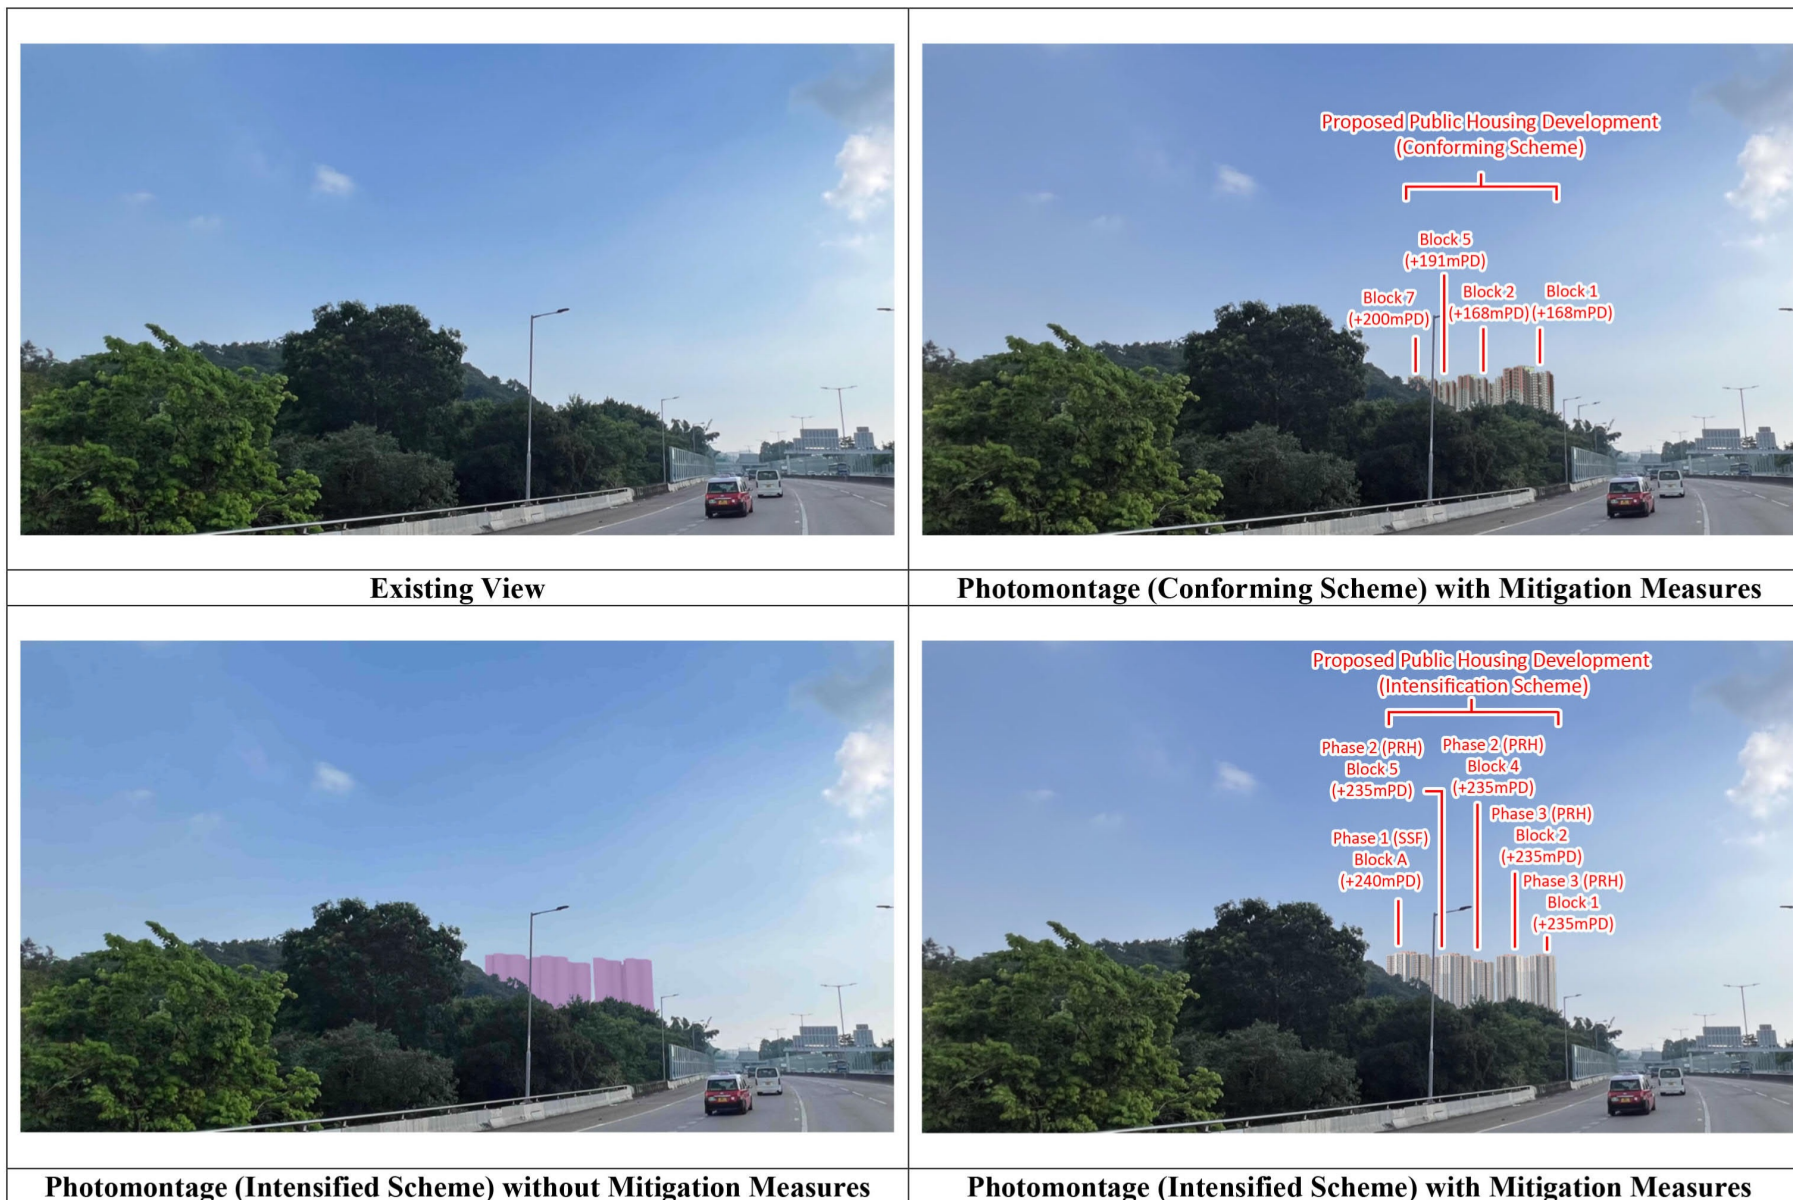 Proposed Public Housing Development
(Conforming Scheme)
Block 5
(+191mPD)
Block 7
(+200mPD)
Block 2
(+168mPD)
Block 1
(+168mPD)
Existing View
Photomontage (Conforming Scheme) with Mitigation Measures
Proposed Public Housing Development
(Intensification Scheme)
Phase 2 (PRH)
Block 5
(+235mPD)
Phase 2 (PRH)
Block 4
(+235mPD)
Phase 3 (PRH)
Block 2
(+235mPD)
Phase 1 (SSF)
Block A
(+240mPD)
Phase 3 (PRH)
Block 1
(+235mPD)
Photomontage (Intensified Scheme) without Mitigation Measures
Photomontage (Intensified Scheme) with Mitigation Measures